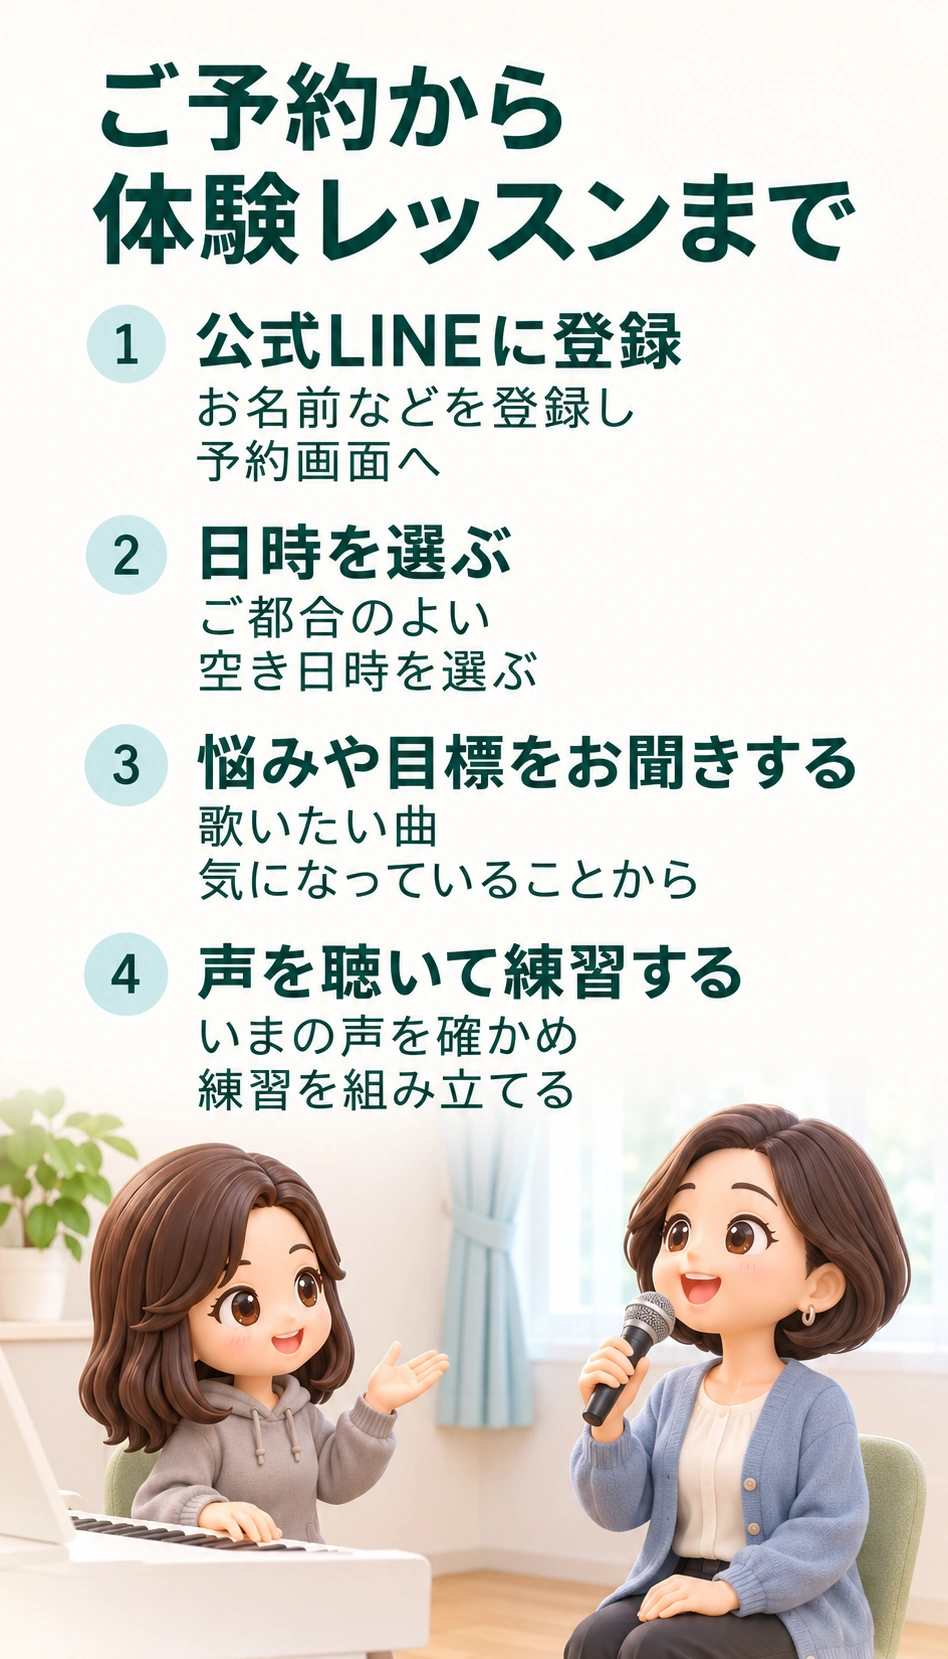 ご予約から
体験レッスンまで
1 公式LINEに登録
お名前などを登録し
予約画面へ
2 日時を選ぶ
ご都合のよい
空き日時を選ぶ
3 悩みや目標をお聞きする
歌いたい曲
気になっていることから
4 声を聴いて練習する
いまの声を確かめ
練習を組み立てる